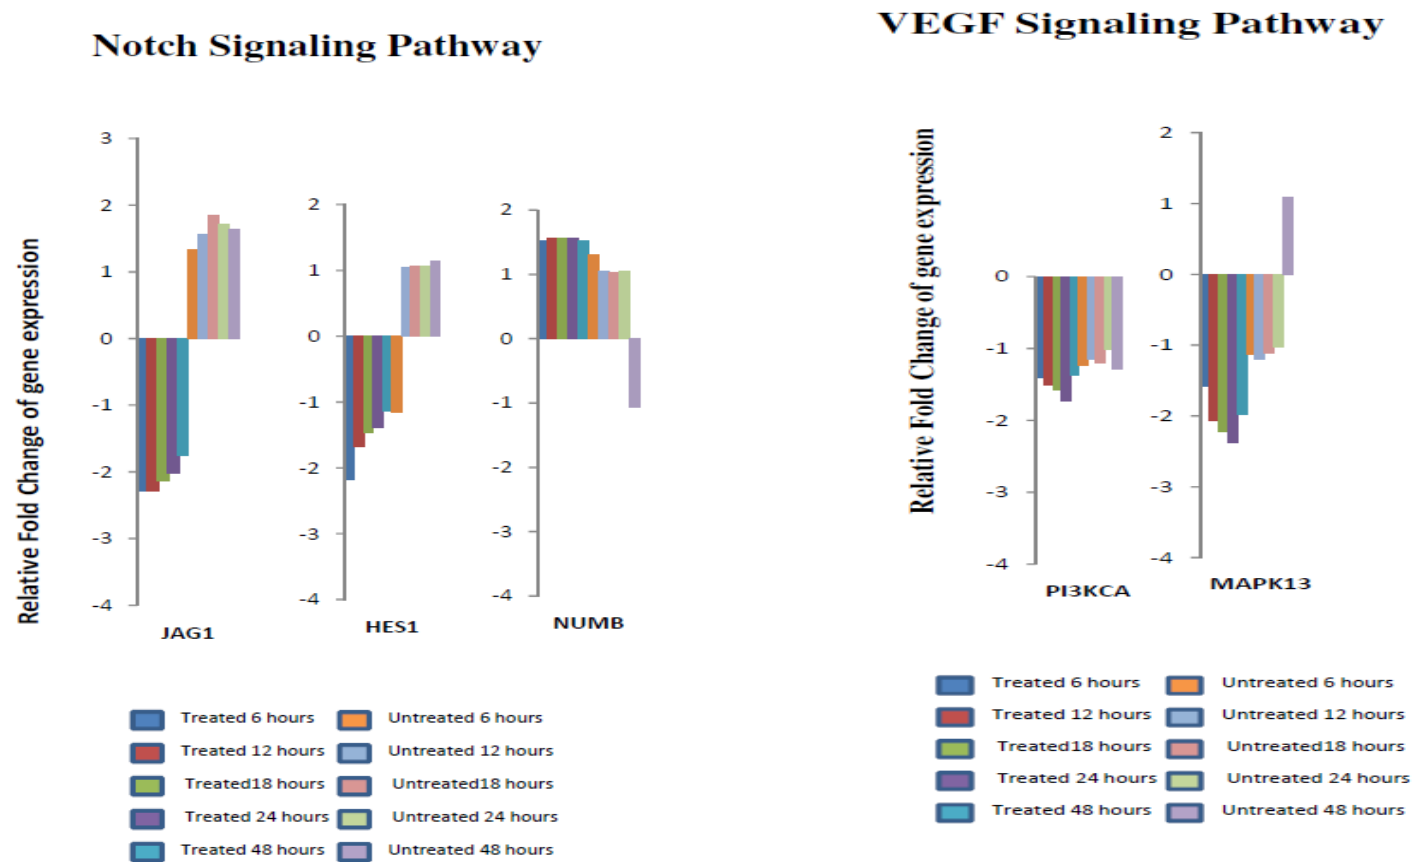 Notch Signaling Pathway
VEGF Signaling Pathway
Relative Fold Change of gene expression
3
2
1
0
-1
-2
-3
-4
JAG1
2
1
0
-1
-2
-3
-4
HES1
2
1
0
-1
-2
-3
-4
NUMB
Relative Fold Change of gene expression
0
-1
-2
-3
-4
PI3KCA
2
1
0
-1
-2
-3
-4
MAPK13
Treated 6 hours
Untreated 6 hours
Treated 12 hours
Untreated 12 hours
Treated18 hours
Untreated18 hours
Treated 24 hours
Untreated 24 hours
Treated 48 hours
Untreated 48 hours
Treated 6 hours
Untreated 6 hours
Treated 12 hours
Untreated 12 hours
Treated18 hours
Untreated18 hours
Treated 24 hours
Untreated 24 hours
Treated 48 hours
Untreated 48 hours